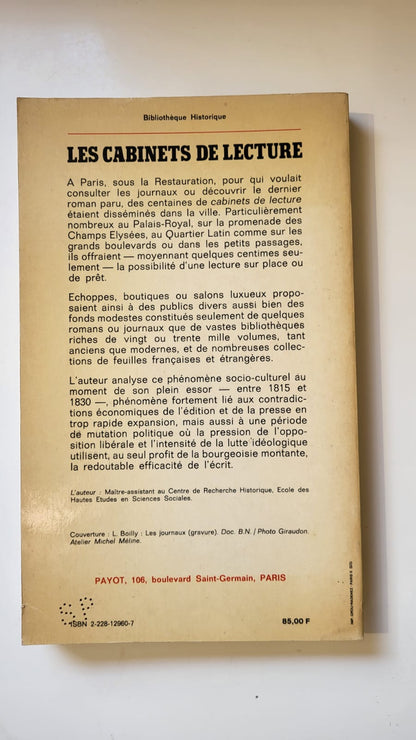 Bibliothèque Historique
LES CABINETS DE LECTURE
A Paris, sous la Restauration, pour qui voulait
consulter les journaux ou découvrir le dernier
roman paru, des centaines de cabinets de lecture
étaient disséminés dans la ville. Particulièrement
nombreux au Palais-Royal, sur la promenade des
Champs Elysées, au Quartier Latin comme sur les
grands boulevards ou dans les petits passages,
ils offraient — moyennant quelques centimes seu-
lement — la possibilité d'une lecture sur place ou
de prêt.
Echoppes, boutiques ou salons luxueux propo-
saient ainsi à des publics divers aussi bien des
fonds modestes constitués seulement de quelques
romans ou journaux que de vastes bibliothèques
riches de vingt ou trente mille volumes, tant
anciens que modernes, et de nombreuses collec-
tions de feuilles françaises et étrangères.
L'auteur analyse ce phénomène socio-culturel au
moment de son plein essor — entre 1815 et
1830 —, phénomène fortement lié aux contradic-
tions économiques de l'édition et de la presse en
trop rapide expansion, mais aussi à une période
de mutation politique où la pression de l'oppo-
sition libérale et l'intensité de la lutte idéologique
utilisent, au seul profit de la bourgeoisie montante,
la redoutable efficacité de l'écrit.
L'auteur : Maître-assistant au Centre de Recherche Historique, Ecole des
Hautes Etudes en Sciences Sociales.
Couverture : L. Boilly : Les journaux (gravure). Doc. B.N. / Photo Giraudon.
Atelier Michel Méline.
PAYOT, 106, boulevard Saint-Germain, PARIS
S.P
ISBN 2-228-12960-7
85,00 F